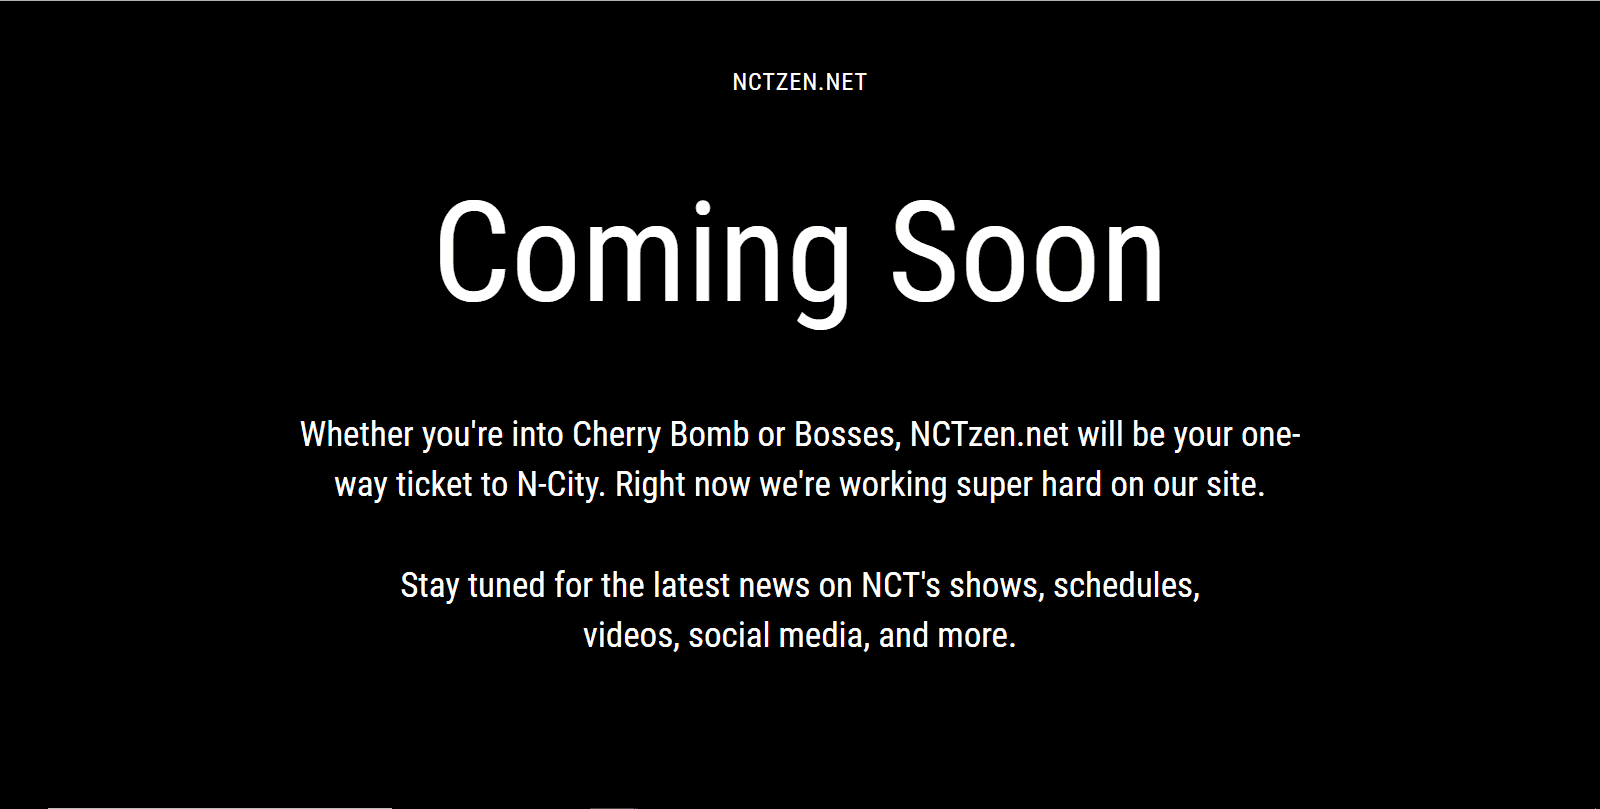 NCTZEN.NET
Coming Soon
Whether you're into Cherry Bomb or Bosses, NCTzen.net will be your one-
way ticket to N-City. Right now we're working super hard on our site.
Stay tuned for the latest news on NCT's shows, schedules,
videos, social media, and more.